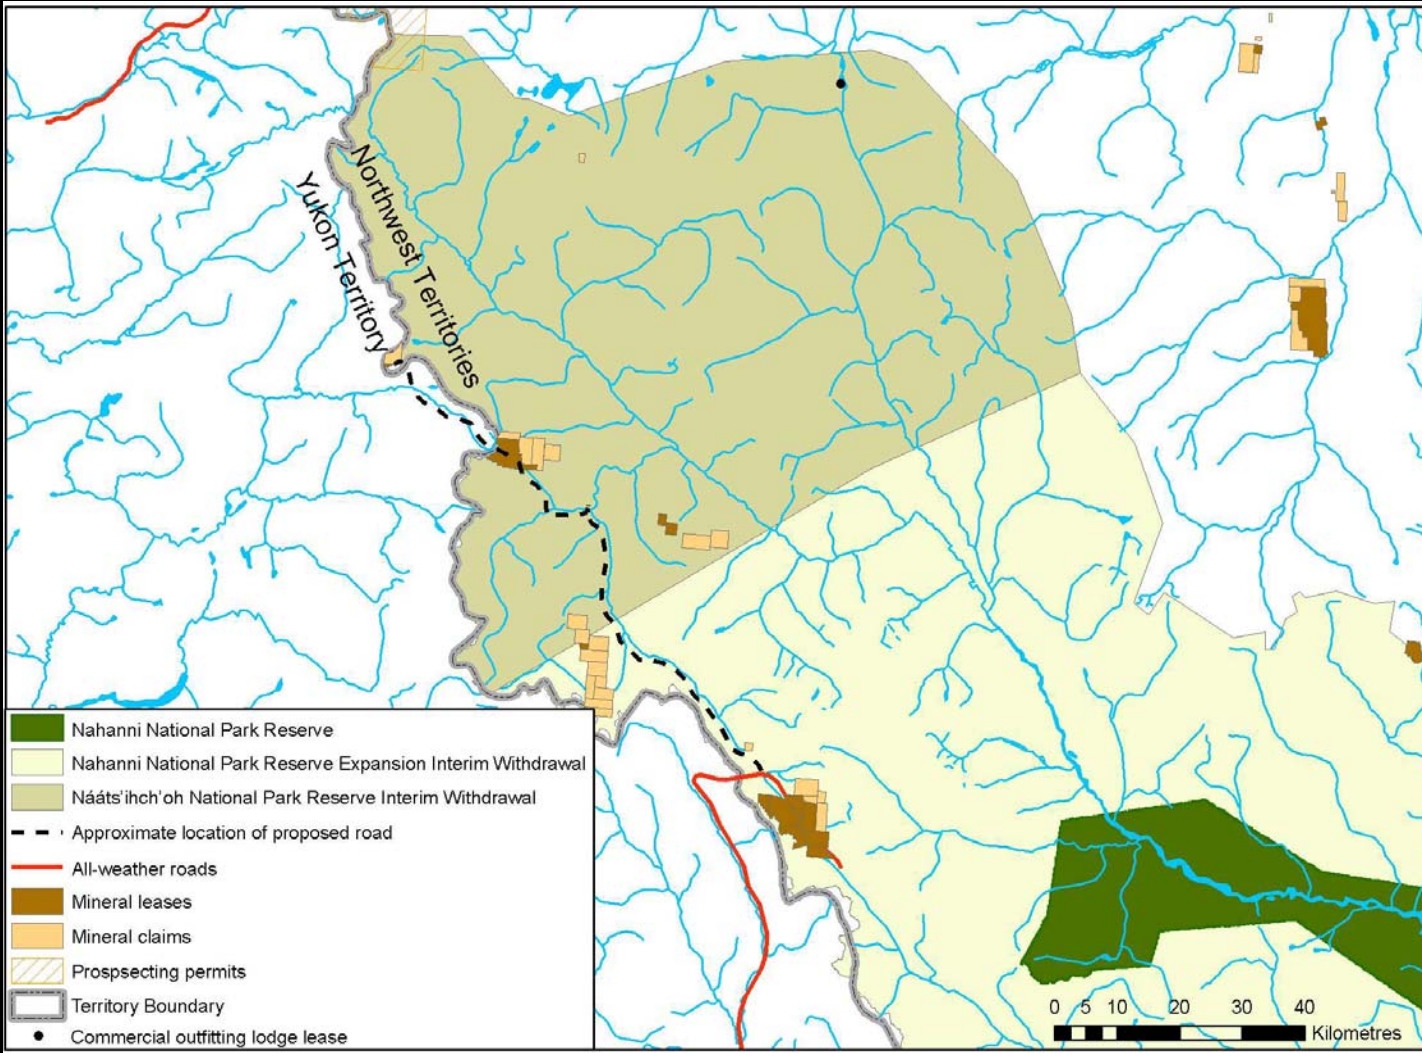 Northwest Territories
Yukon Territory
Nahanni National Park Reserve
Nahanni National Park Reserve Expansion Interim Withdrawal
Nááts'ihch'oh National Park Reserve Interim Withdrawal
Approximate location of proposed road
All-weather roads
Mineral leases
Mineral claims
Prospsecting permits
Territory Boundary
Commercial outfitting lodge lease
0 5 10 20 30 40
Kilometres